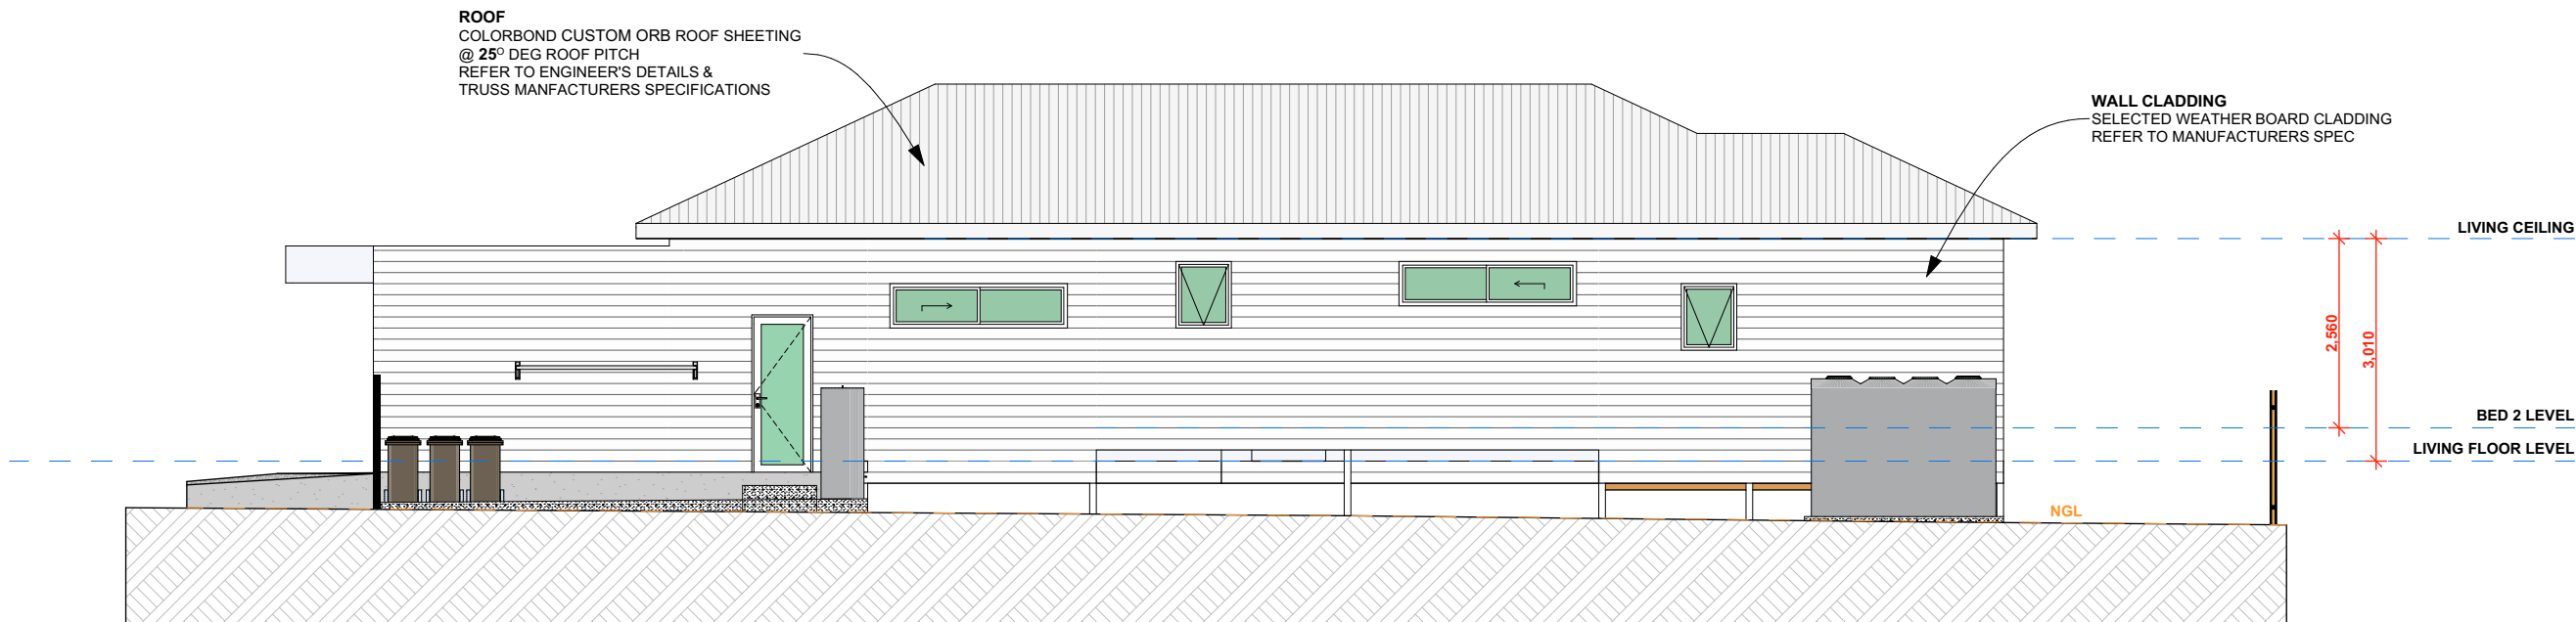 ROOF
COLORBOND CUSTOM ORB ROOF SHEETING
@ 25° DEG ROOF PITCH
REFER TO ENGINEER'S DETAILS &
TRUSS MANFACTURERS SPECIFICATIONS
WALL CLADDING
SELECTED WEATHER BOARD CLADDING
REFER TO MANUFACTURERS SPEC
LIVING CEILING
2,560
3,010
BED 2 LEVEL
LIVING FLOOR LEVEL
NGL